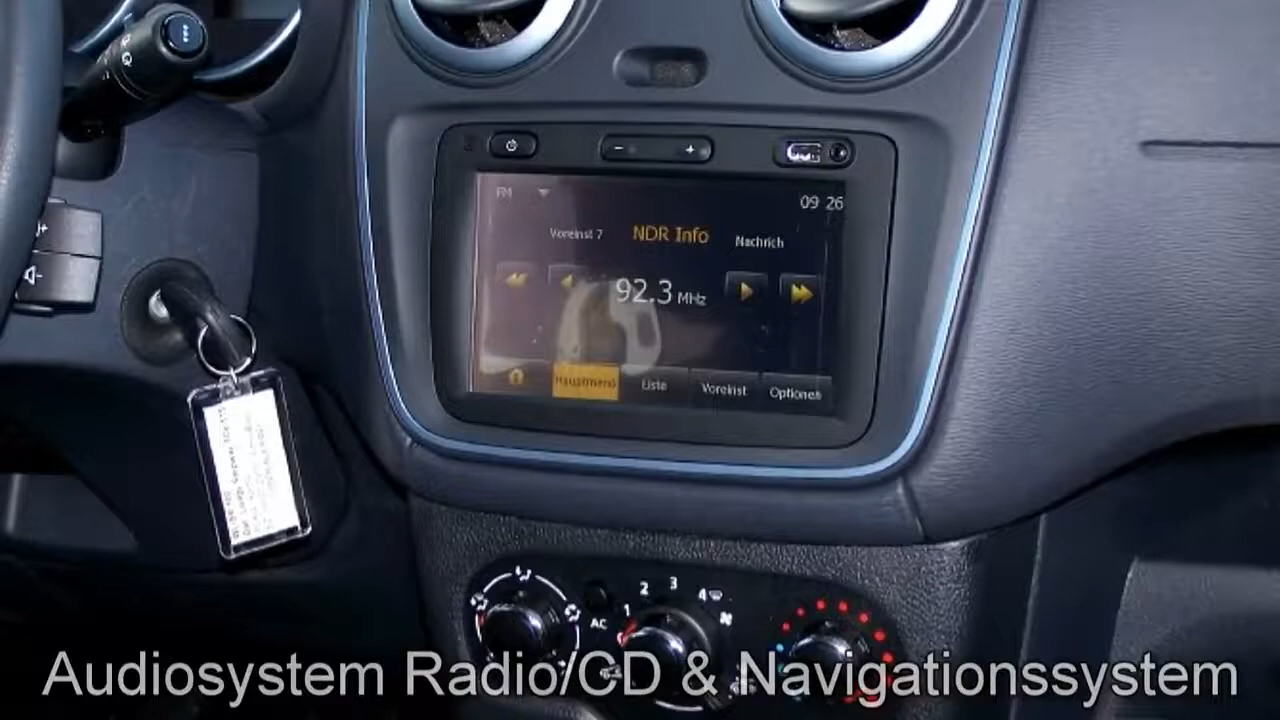 FM
09 26
Voreinst 7 NDR Info Nachrich
92.3 MHz
Hauptmenü Liste Voreinst Optionen
1 2 3 4
AC
Audiosystem Radio/CD & Navigationssystem